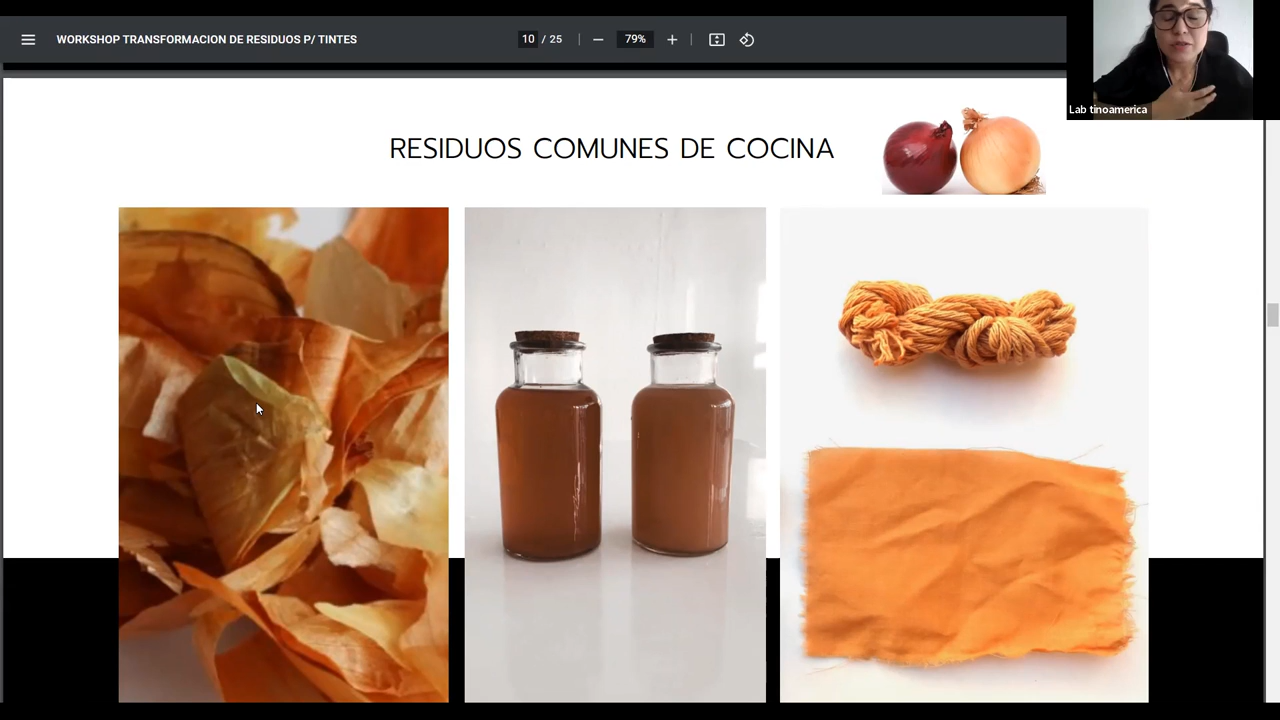 WORKSHOP TRANSFORMACION DE RESIDUOS P/ TINTES
10 / 25
79%
Lab tinoamerica
RESIDUOS COMUNES DE COCINA